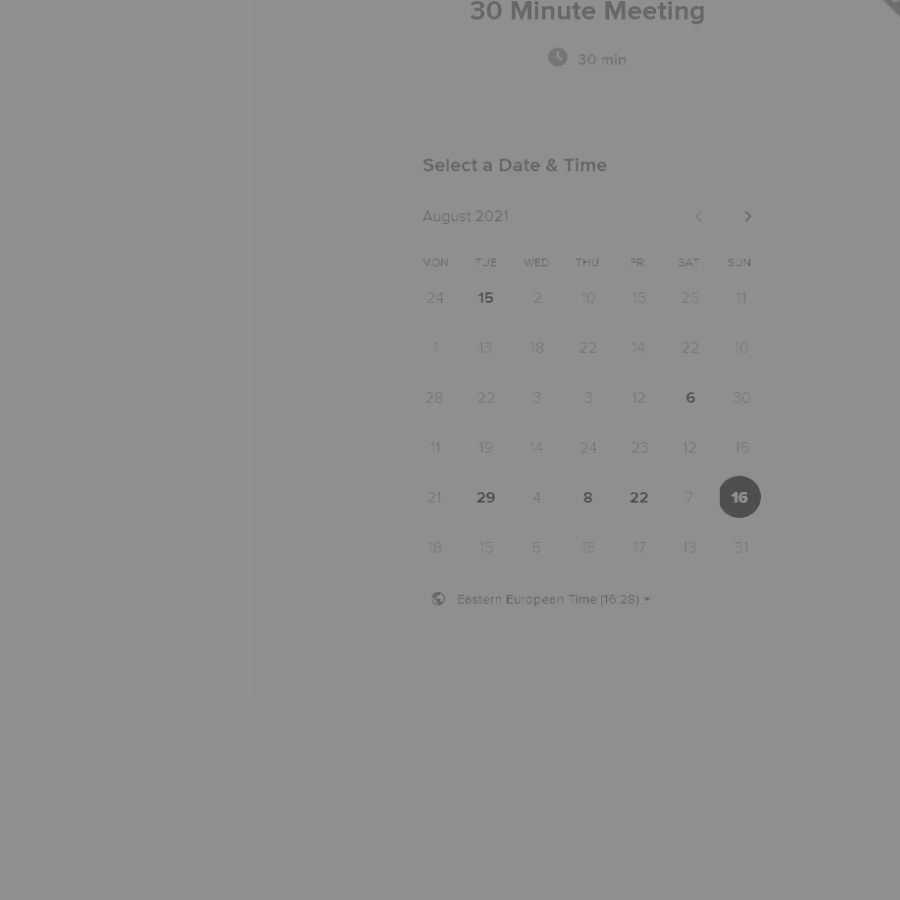 30 Minute Meeting
30 min
Select a Date & Time
August 2021
MON TUE WED THU FR. SAT SUN
24 15 2 10 15 25 11
1 13 18 22 14 22 10
28 22 3 3 12 6 30
11 19 14 24 23 12 15
21 29 4 8 22 7 16
18 15 5 15 17 13 31
Eastern European Time (16:28)